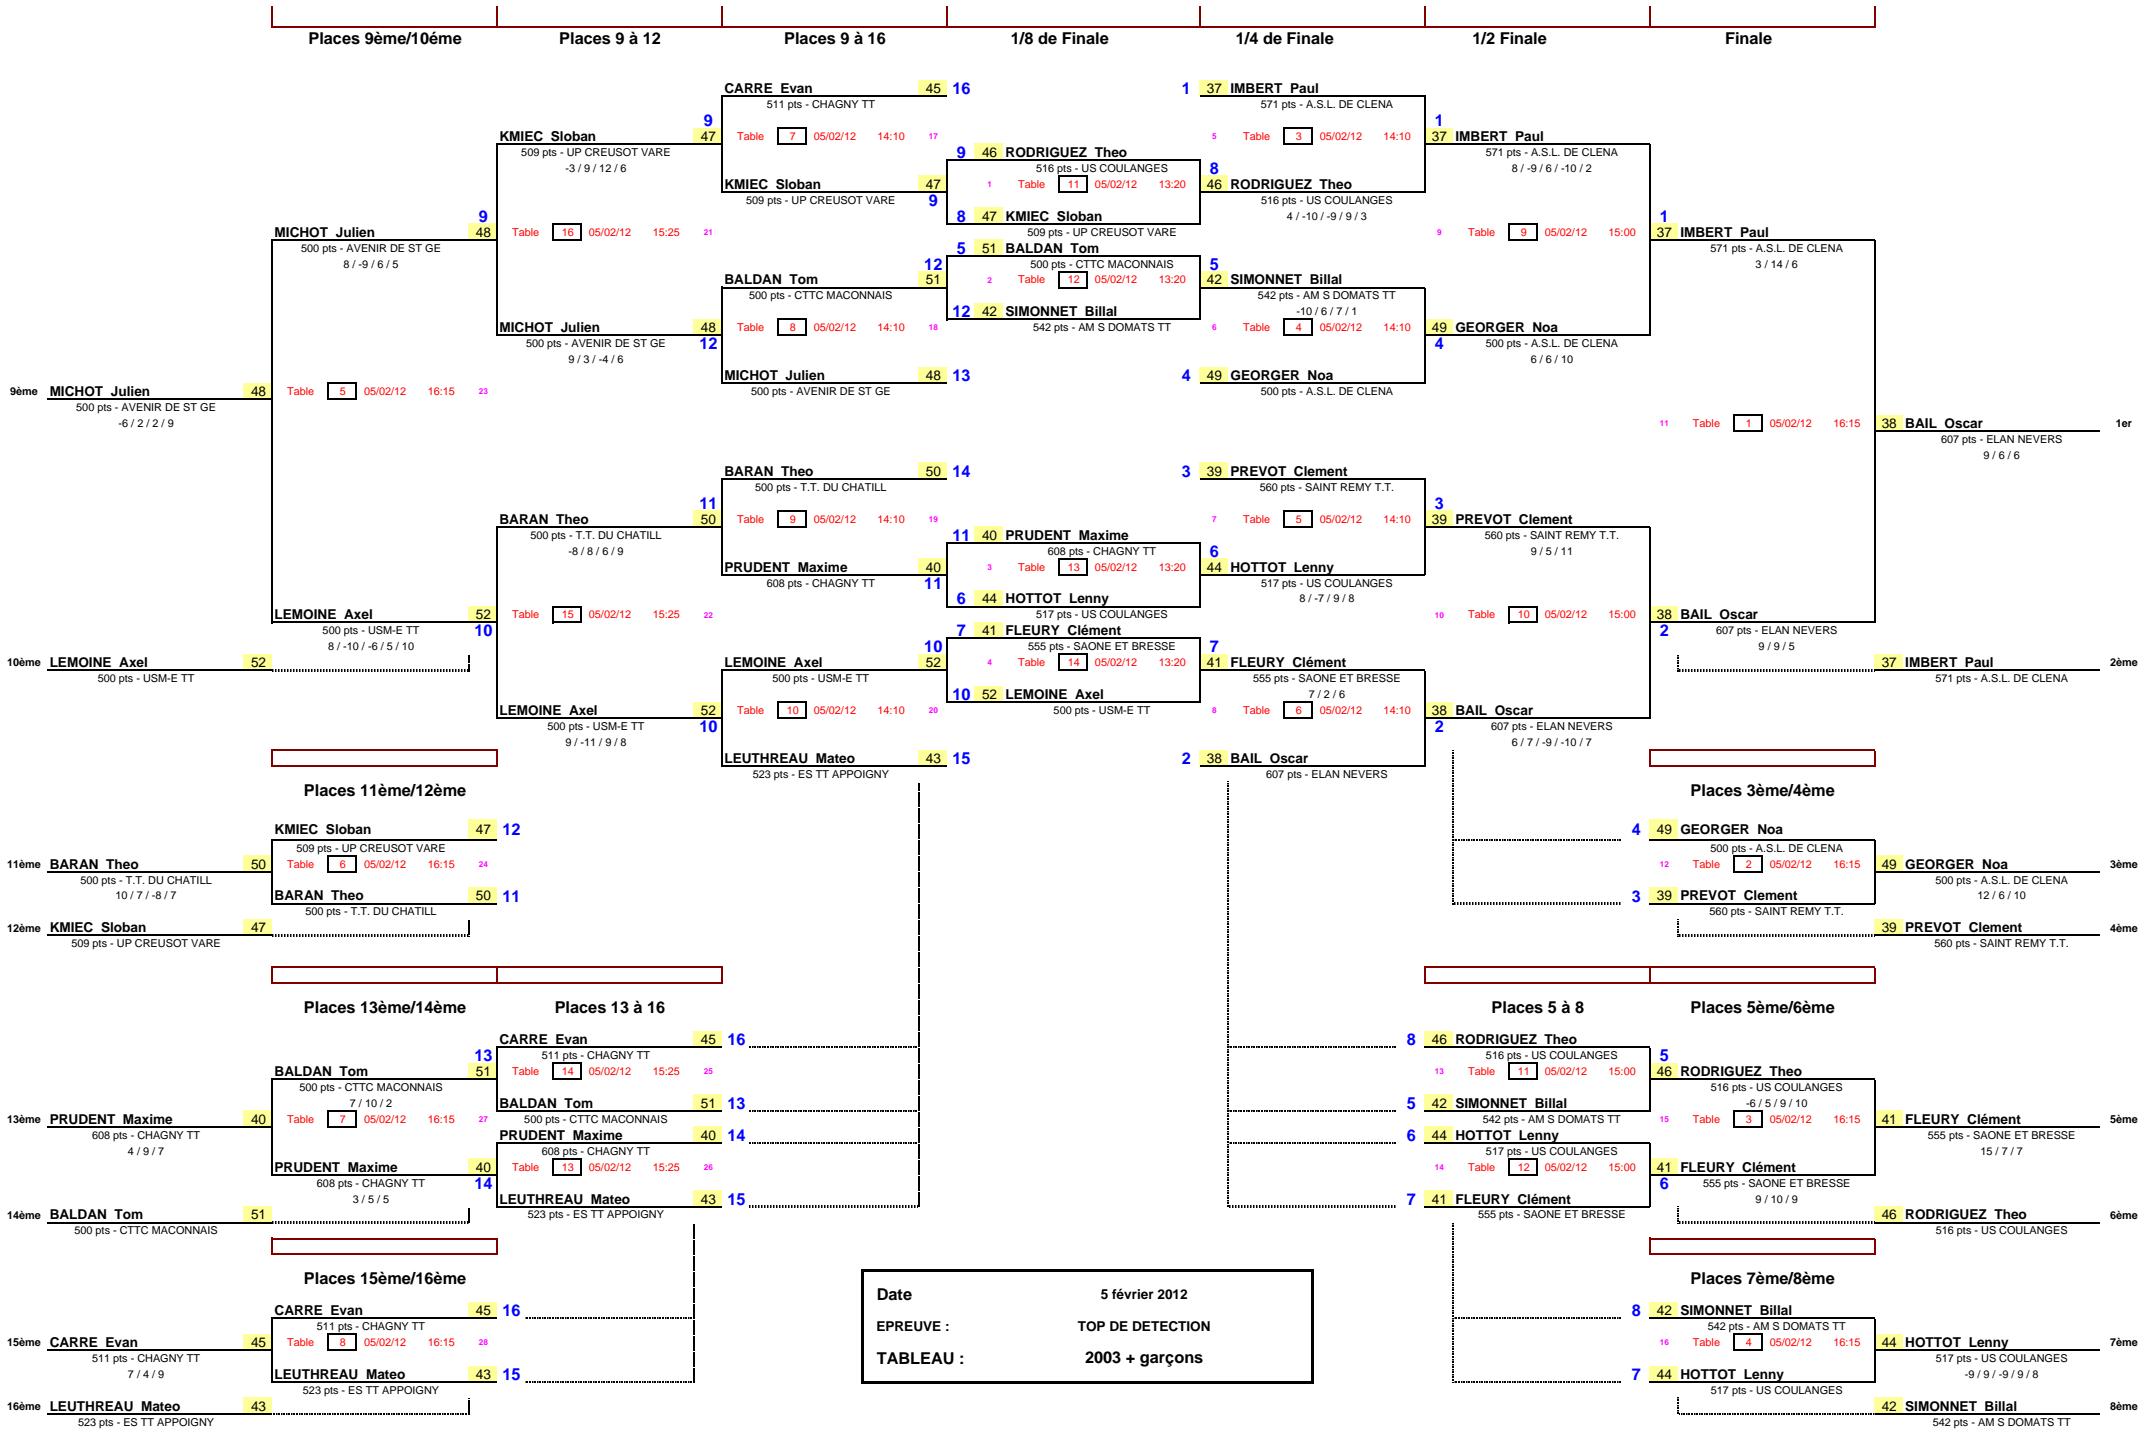 Places 9ème/10éme Places 9 à 12 Places 9 à 16 1/8 de Finale 1/4 de Finale 1/2 Finale Finale
CARRE Evan 45 16 1 37 IMBERT Paul
511 pts - CHAGNY TT 571 pts - A.S.L. DE CLENA
9 1
KMIEC Sloban 47 Table 7 05/02/12 14:10 17 5 Table 3 05/02/12 14:10 37 IMBERT Paul
509 pts - UP CREUSOT VARE 9 46 RODRIGUEZ Theo 571 pts - A.S.L. DE CLENA
-3 / 9 / 12 / 6 516 pts - US COULANGES 8 8 / -9 / 6 / -10 / 2
KMIEC Sloban 47 1 Table 11 05/02/12 13:20 46 RODRIGUEZ Theo
509 pts - UP CREUSOT VARE 9 516 pts - US COULANGES
9 8 47 KMIEC Sloban 4 / -10 / -9 / 9 / 3 1
MICHOT Julien 48 Table 16 05/02/12 15:25 21 509 pts - UP CREUSOT VARE 9 Table 9 05/02/12 15:00 37 IMBERT Paul
500 pts - AVENIR DE ST GE 5 51 BALDAN Tom 571 pts - A.S.L. DE CLENA
8 / -9 / 6 / 5 12 500 pts - CTTC MACONNAIS 5 3 / 14 / 6
BALDAN Tom 51 2 Table 12 05/02/12 13:20 42 SIMONNET Billal
500 pts - CTTC MACONNAIS 542 pts - AM S DOMATS TT
12 42 SIMONNET Billal -10 / 6 / 7 / 1
MICHOT Julien 48 Table 8 05/02/12 14:10 18 542 pts - AM S DOMATS TT 6 Table 4 05/02/12 14:10 49 GEORGER Noa
500 pts - AVENIR DE ST GE 12 4 500 pts - A.S.L. DE CLENA
9 / 3 / -4 / 6 6 / 6 / 10
MICHOT Julien 48 13 4 49 GEORGER Noa
9ème MICHOT Julien 48 Table 5 05/02/12 16:15 23 500 pts - AVENIR DE ST GE 500 pts - A.S.L. DE CLENA
500 pts - AVENIR DE ST GE
-6 / 2 / 2 / 9 11 Table 1 05/02/12 16:15 38 BAIL Oscar 1er
607 pts - ELAN NEVERS
9 / 6 / 6
BARAN Theo 50 14 3 39 PREVOT Clement
500 pts - T.T. DU CHATILL 560 pts - SAINT REMY T.T.
11 3
BARAN Theo 50 Table 9 05/02/12 14:10 19 7 Table 5 05/02/12 14:10 39 PREVOT Clement
500 pts - T.T. DU CHATILL 11 40 PRUDENT Maxime 560 pts - SAINT REMY T.T.
-8 / 8 / 6 / 9 608 pts - CHAGNY TT 6 9 / 5 / 11
PRUDENT Maxime 40 3 Table 13 05/02/12 13:20 44 HOTTOT Lenny
608 pts - CHAGNY TT 11 517 pts - US COULANGES
6 44 HOTTOT Lenny 8 / -7 / 9 / 8
LEMOINE Axel 52 Table 15 05/02/12 15:25 22 517 pts - US COULANGES 10 Table 10 05/02/12 15:00 38 BAIL Oscar
500 pts - USM-E TT 10 7 41 FLEURY Clément 2 607 pts - ELAN NEVERS
8 / -10 / -6 / 5 / 10 10 555 pts - SAONE ET BRESSE 7 9 / 9 / 5
10ème LEMOINE Axel 52 LEMOINE Axel 52 4 Table 14 05/02/12 13:20 41 FLEURY Clément 37 IMBERT Paul 2ème
500 pts - USM-E TT 500 pts - USM-E TT 555 pts - SAONE ET BRESSE 571 pts - A.S.L. DE CLENA
10 52 LEMOINE Axel 7 / 2 / 6
LEMOINE Axel 52 Table 10 05/02/12 14:10 20 500 pts - USM-E TT 8 Table 6 05/02/12 14:10 38 BAIL Oscar
500 pts - USM-E TT 10 2 607 pts - ELAN NEVERS
9 / -11 / 9 / 8 6 / 7 / -9 / -10 / 7
LEUTHREAU Mateo 43 15 2 38 BAIL Oscar
523 pts - ES TT APPOIGNY 607 pts - ELAN NEVERS
Places 11ème/12ème Places 3ème/4ème
KMIEC Sloban 47 12 4 49 GEORGER Noa
509 pts - UP CREUSOT VARE 500 pts - A.S.L. DE CLENA
11ème BARAN Theo 50 Table 6 05/02/12 16:15 24 12 Table 2 05/02/12 16:15 49 GEORGER Noa 3ème
500 pts - T.T. DU CHATILL 500 pts - A.S.L. DE CLENA
10 / 7 / -8 / 7 BARAN Theo 50 11 3 39 PREVOT Clement 12 / 6 / 10
500 pts - T.T. DU CHATILL 560 pts - SAINT REMY T.T.
12ème KMIEC Sloban 47 39 PREVOT Clement 4ème
509 pts - UP CREUSOT VARE 560 pts - SAINT REMY T.T.
Places 13ème/14ème Places 13 à 16 Places 5 à 8 Places 5ème/6ème
CARRE Evan 45 16 8 46 RODRIGUEZ Theo
13 511 pts - CHAGNY TT 516 pts - US COULANGES 5
BALDAN Tom 51 Table 14 05/02/12 15:25 25 13 Table 11 05/02/12 15:00 46 RODRIGUEZ Theo
500 pts - CTTC MACONNAIS 516 pts - US COULANGES
7 / 10 / 2 BALDAN Tom 51 13 5 42 SIMONNET Billal -6 / 5 / 9 / 10
13ème PRUDENT Maxime 40 Table 7 05/02/12 16:15 27 500 pts - CTTC MACONNAIS 542 pts - AM S DOMATS TT 15 Table 3 05/02/12 16:15 41 FLEURY Clément 5ème
608 pts - CHAGNY TT PRUDENT Maxime 40 14 6 44 HOTTOT Lenny 555 pts - SAONE ET BRESSE
4 / 9 / 7 608 pts - CHAGNY TT 517 pts - US COULANGES 15 / 7 / 7
PRUDENT Maxime 40 Table 13 05/02/12 15:25 26 14 Table 12 05/02/12 15:00 41 FLEURY Clément
608 pts - CHAGNY TT 14 6 555 pts - SAONE ET BRESSE
3 / 5 / 5 LEUTHREAU Mateo 43 15 7 41 FLEURY Clément 9 / 10 / 9
14ème BALDAN Tom 51 523 pts - ES TT APPOIGNY 555 pts - SAONE ET BRESSE 46 RODRIGUEZ Theo 6ème
500 pts - CTTC MACONNAIS 516 pts - US COULANGES
Places 15ème/16ème Places 7ème/8ème
Date 5 février 2012
CARRE Evan 45 16 8 42 SIMONNET Billal
511 pts - CHAGNY TT EPREUVE : TOP DE DETECTION 542 pts - AM S DOMATS TT
15ème CARRE Evan 45 Table 8 05/02/12 16:15 28 16 Table 4 05/02/12 16:15 44 HOTTOT Lenny 7ème
511 pts - CHAGNY TT TABLEAU : 2003 + garçons 517 pts - US COULANGES
7 / 4 / 9 LEUTHREAU Mateo 43 15 7 44 HOTTOT Lenny -9 / 9 / -9 / 9 / 8
523 pts - ES TT APPOIGNY 517 pts - US COULANGES
16ème LEUTHREAU Mateo 43 42 SIMONNET Billal 8ème
523 pts - ES TT APPOIGNY 542 pts - AM S DOMATS TT